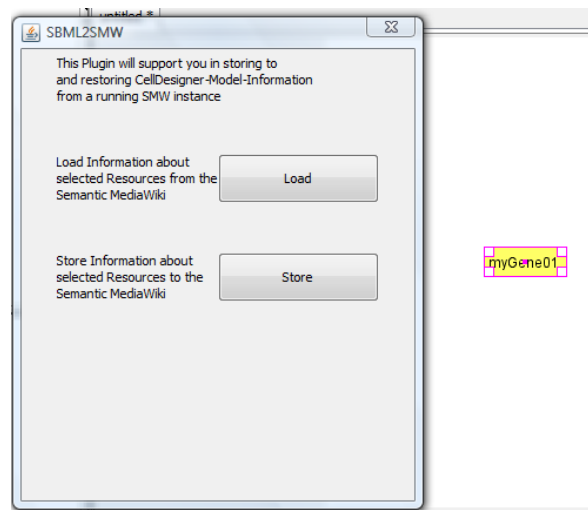 untitled *
SBML2SMW
This Plugin will support you in storing to
and restoring CellDesigner-Model-Information
from a running SMW instance
Load Information about
selected Resources from the
Semantic MediaWiki
Load
Store Information about
selected Resources to the
Semantic MediaWiki
Store
myGene01